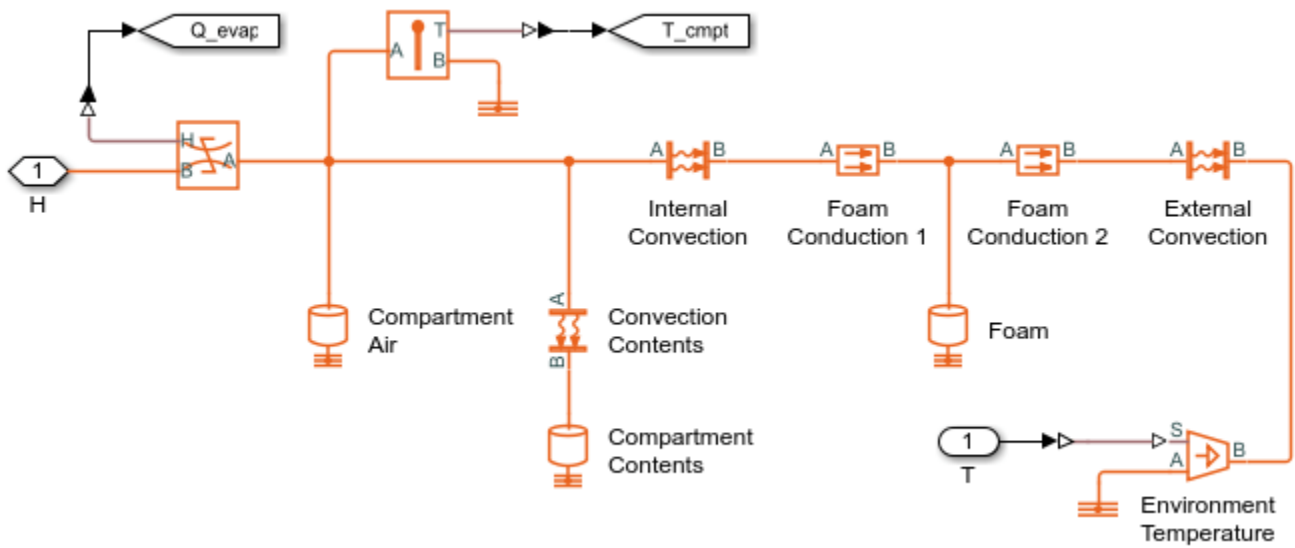 Q_evap
T_cmpt
A
T
B
H
B
A
1
H
A
B
A
B
A
B
A
B
Internal
Convection
Foam
Conduction 1
Foam
Conduction 2
External
Convection
Compartment
Air
A
B
Convection
Contents
Foam
Compartment
Contents
1
T
S
A
B
Environment
Temperature